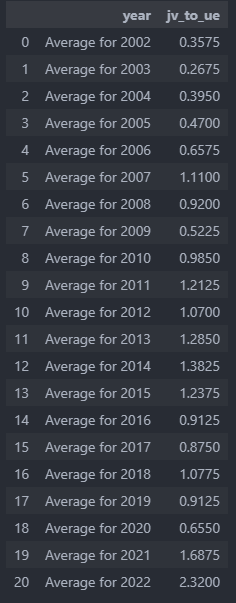 year jv_to_ue
0 Average for 2002 0.3575
1 Average for 2003 0.2675
2 Average for 2004 0.3950
3 Average for 2005 0.4700
4 Average for 2006 0.6575
5 Average for 2007 1.1100
6 Average for 2008 0.9200
7 Average for 2009 0.5225
8 Average for 2010 0.9850
9 Average for 2011 1.2125
10 Average for 2012 1.0700
11 Average for 2013 1.2850
12 Average for 2014 1.3825
13 Average for 2015 1.2375
14 Average for 2016 0.9125
15 Average for 2017 0.8750
16 Average for 2018 1.0775
17 Average for 2019 0.9125
18 Average for 2020 0.6550
19 Average for 2021 1.6875
20 Average for 2022 2.3200